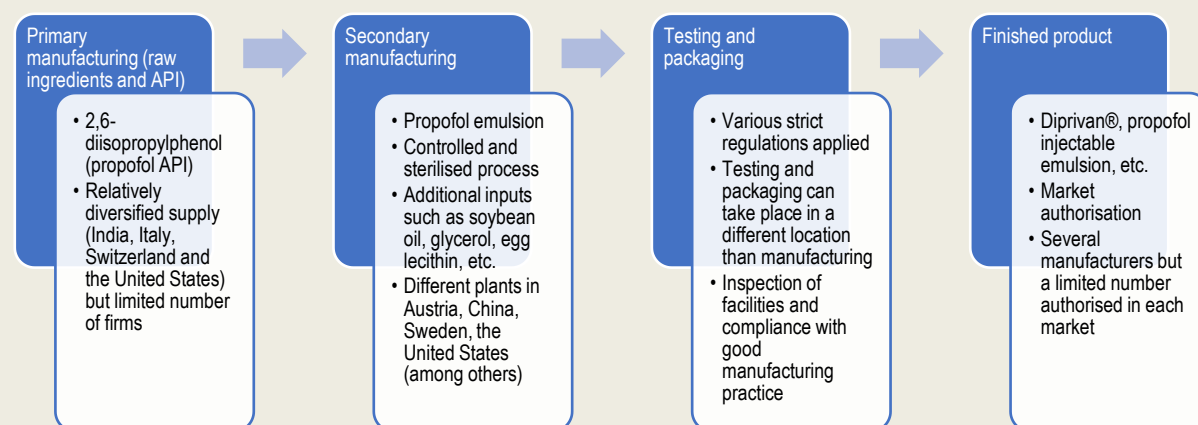 Primary
manufacturing (raw
ingredients and API)
• 2,6-
diisopropylphenol
(propofol API)
• Relatively
diversified supply
(India, Italy,
Switzerland and
the United States)
but limited number
of firms
Secondary
manufacturing
• Propofol emulsion
• Controlled and
sterilised process
• Additional inputs
such as soybean
oil, glycerol, egg
lecithin, etc.
• Different plants in
Austria, China,
Sweden, the
United States
(among others)
Testing and
packaging
• Various strict
regulations applied
• Testing and
packaging can
take place in a
different location
than manufacturing
• Inspection of
facilities and
compliance with
good
manufacturing
practice
Finished product
• Diprivan®, propofol
injectable
emulsion, etc.
• Market
authorisation
• Several
manufacturers but
a limited number
authorised in each
market